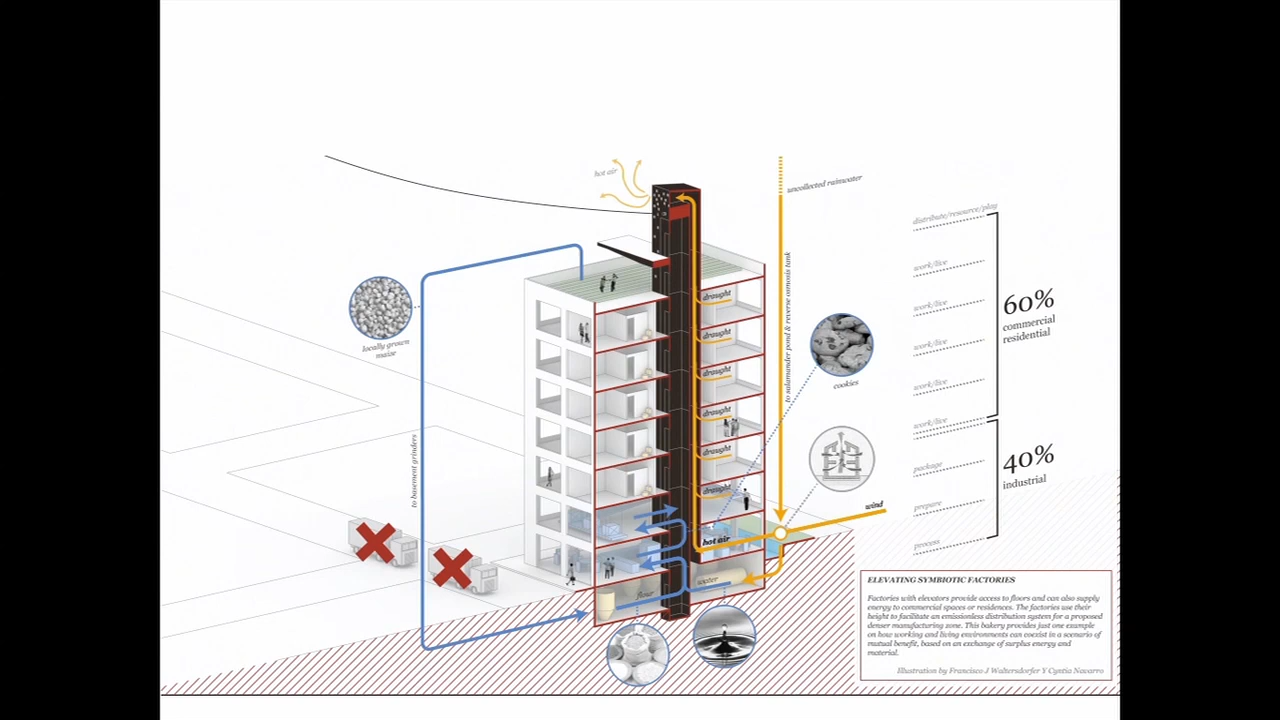 hot air
uncollected rainwater
distribute/resource/play
to salamander pond & reverse osmosis tank
work/live
work/live
work/live
work/live
work/live
60%
commercial
residential
draught
draught
draught
draught
draught
draught
locally grown
maize
cookies
to basement grinders
package
prepare
process
40%
industrial
wind
hot air
flour
water
ELEVATING SYMBIOTIC FACTORIES
Factories with elevators provide access to floors and can also supply
energy to commercial spaces or residences. The factories use their
height to facilitate an emissionless distribution system for a proposed
denser manufacturing zone. This bakery provides just one example
on how working and living environments can coexist in a scenario of
mutual benefit, based on an exchange of surplus energy and
material.
Illustration by Francisco J Waltersdorfer Y Cyntia Navarro